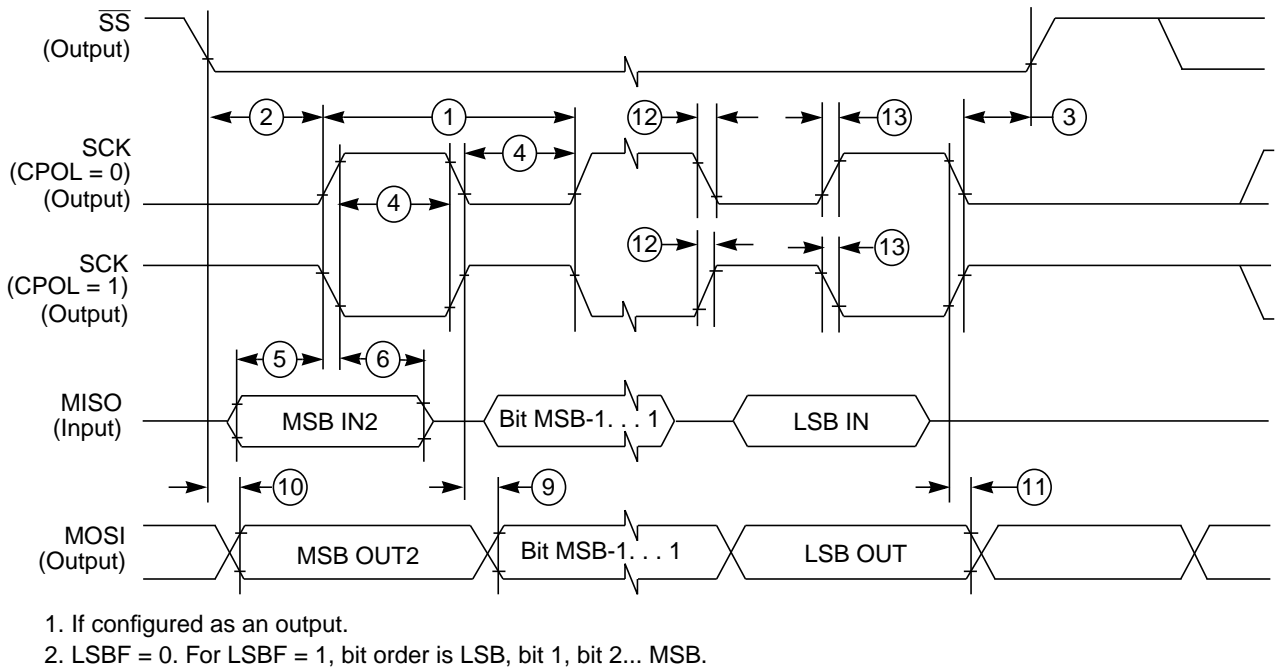 SS
(Output)
2
1
12
13
3
SCK
(CPOL = 0)
(Output)
4
4
12
13
SCK
(CPOL = 1)
(Output)
5
6
MISO
(Input)
MSB IN2
Bit MSB-1. . . 1
LSB IN
10
9
11
MOSI
(Output)
MSB OUT2
Bit MSB-1. . . 1
LSB OUT
1. If configured as an output.
2. LSBF = 0. For LSBF = 1, bit order is LSB, bit 1, bit 2... MSB.